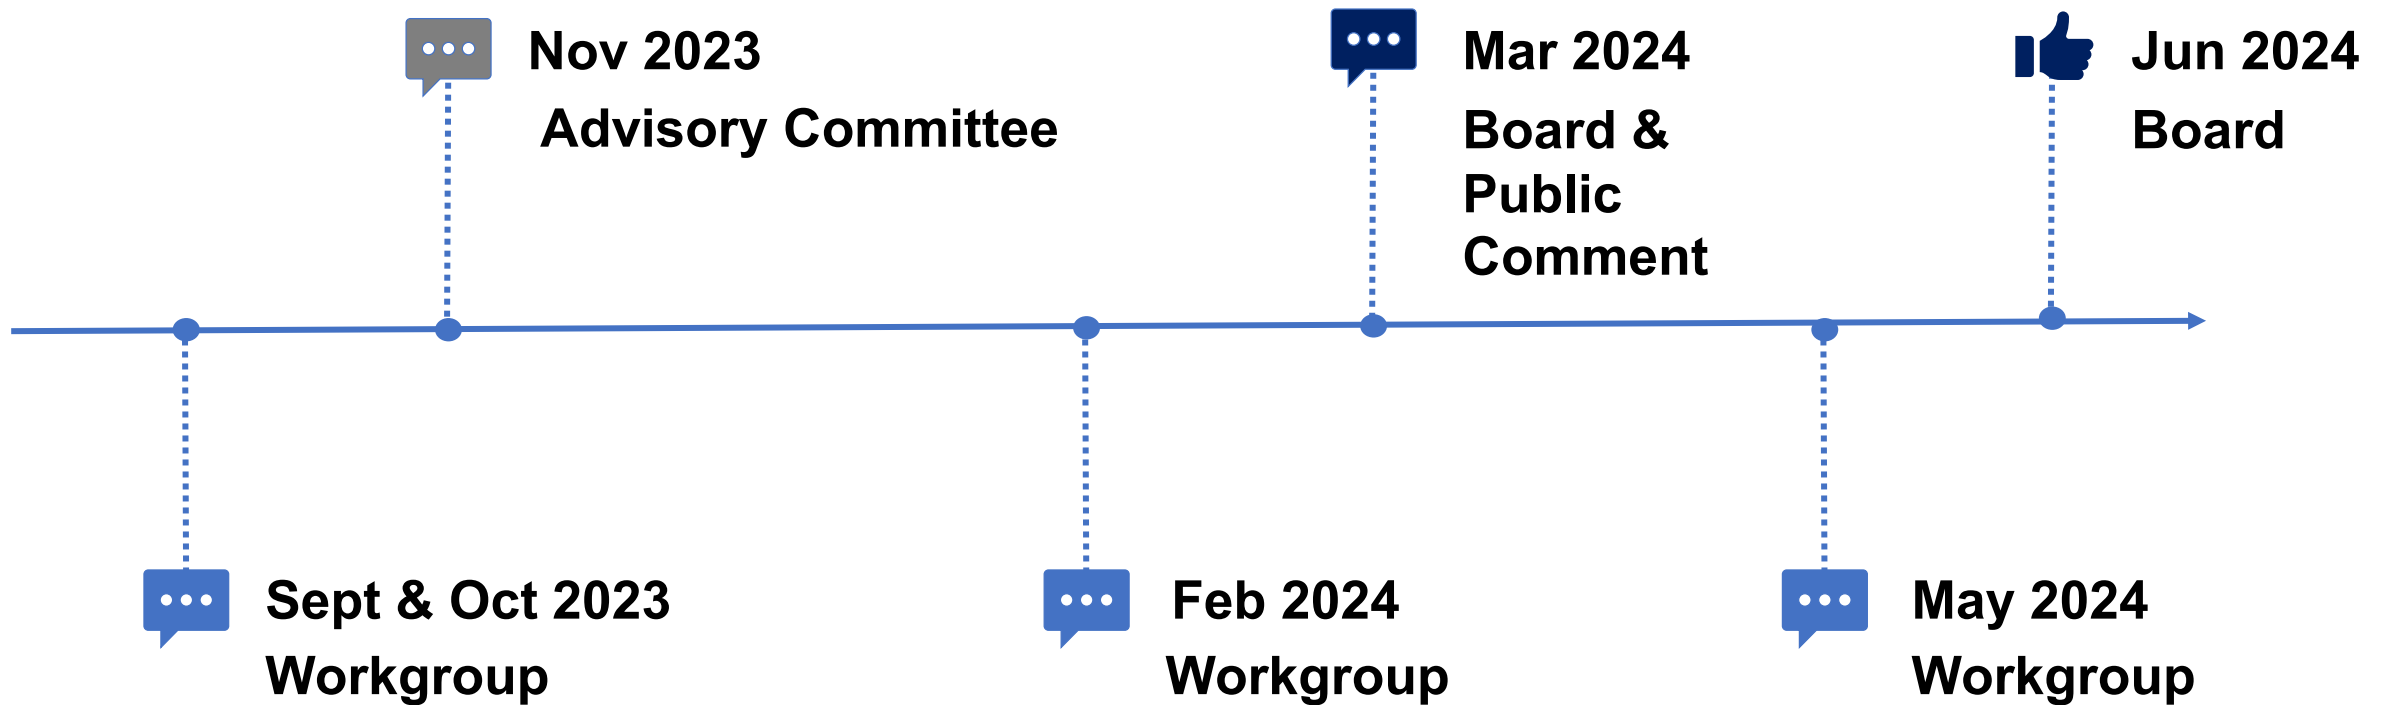 Nov 2023
Advisory Committee
Mar 2024
Board &
Public
Comment
Jun 2024
Board
Sept & Oct 2023
Workgroup
Feb 2024
Workgroup
May 2024
Workgroup